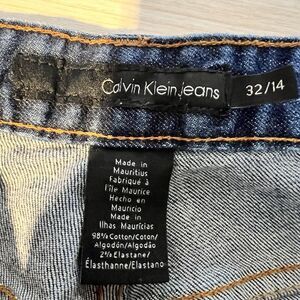 Calvin Klein Jeans
32/14
Made in
Mauritius
Fabriqué à
l'île Maurice
Hecho en
Mauricio
Made in
Ilhas Maurícias
98% Cotton/Coton/
Algodón/Algodão
2% Elastane/
Élasthanne/Elastano